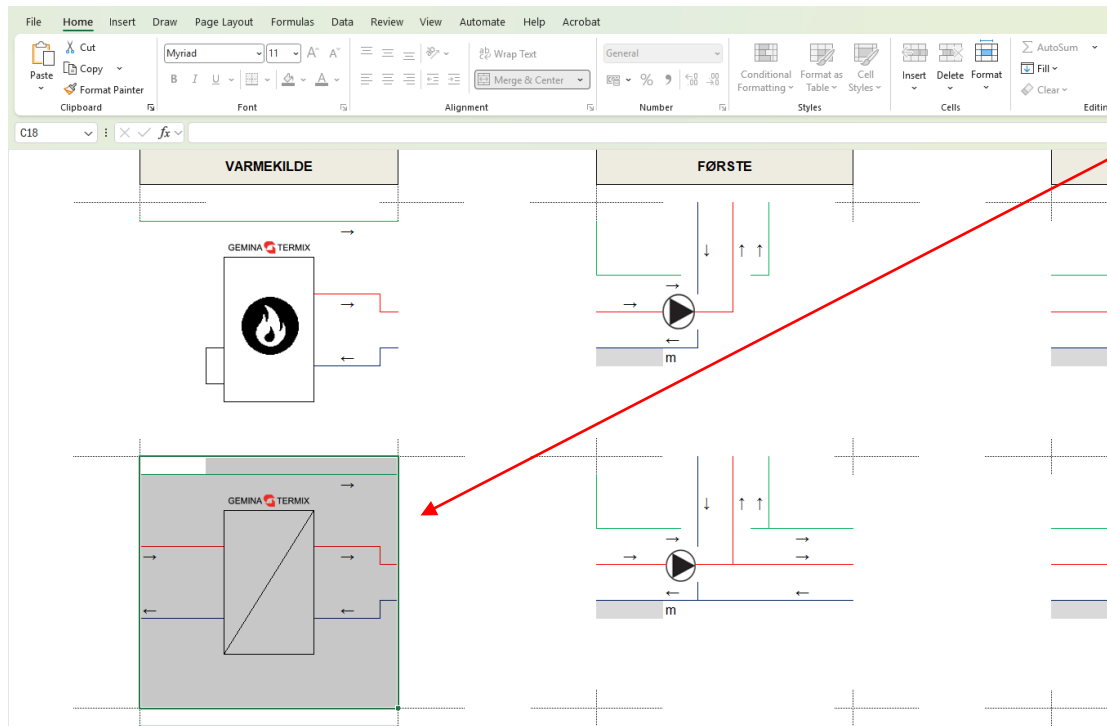 File Home Insert Draw Page Layout Formulas Data Review View Automate Help Acrobat
Cut
Copy
Format Painter
Paste
Clipboard
Myriad 11 A A
B I U A
Font
Wrap Text
Merge & Center
Alignment
General
%
Number
Conditional Formatting
Format as Table
Cell Styles
Styles
Insert Delete Format
Cells
AutoSum
Fill
Clear
Editin
C18 fx
VARMEKILDE FØRSTE
GEMINA TERMIX
m
GEMINA TERMIX
m